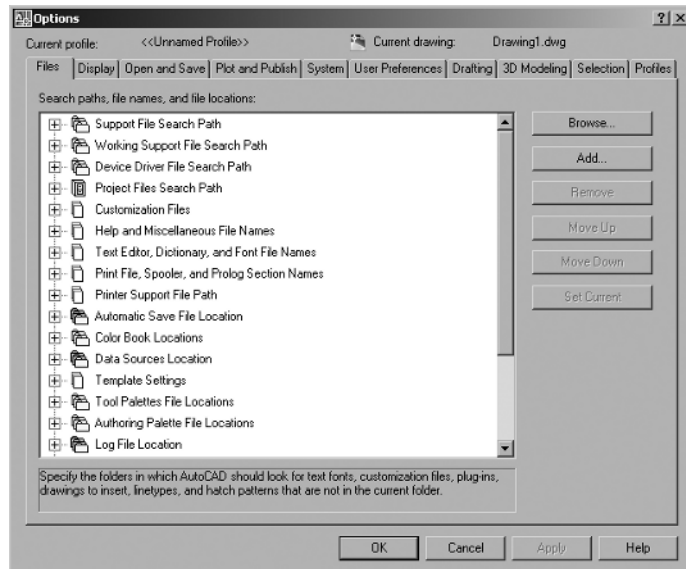 Options
Current profile: <<Unnamed Profile>> Current drawing: Drawing1.dwg
Files Display Open and Save Plot and Publish System User Preferences Drafting 3D Modeling Selection Profiles
Search paths, file names, and file locations:
Support File Search Path
Working Support File Search Path
Device Driver File Search Path
Project Files Search Path
Customization Files
Help and Miscellaneous File Names
Text Editor, Dictionary, and Font File Names
Print File, Spooler, and Prolog Section Names
Printer Support File Path
Automatic Save File Location
Color Book Locations
Data Sources Location
Template Settings
Tool Palettes File Locations
Authoring Palette File Locations
Log File Location
Browse...
Add...
Remove
Move Up
Move Down
Set Current
Specify the folders in which AutoCAD should look for text fonts, customization files, plug-ins,
drawings to insert, linetypes, and hatch patterns that are not in the current folder.
OK Cancel Apply Help